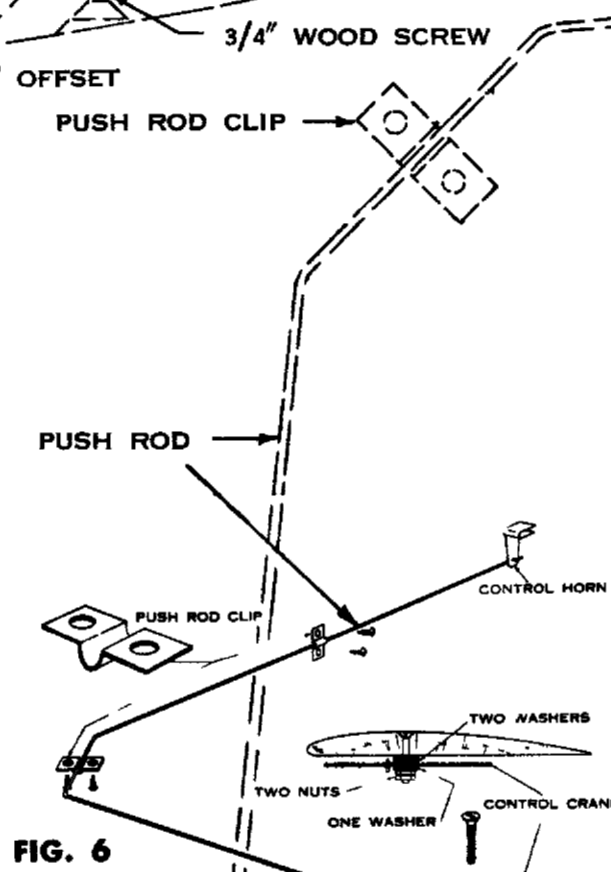 3/4" WOOD SCREW
OFFSET
PUSH ROD CLIP
PUSH ROD
CONTROL HORN
PUSH ROD CLIP
TWO WASHERS
TWO NUTS
ONE WASHER
CONTROL CRAN
FIG. 6